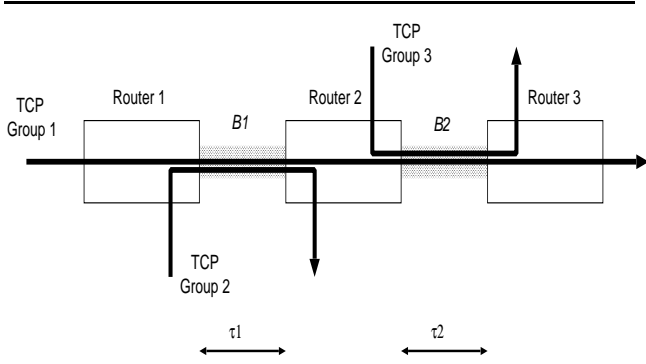 TCP
Group 3
Router 1
Router 2
Router 3
TCP
Group 1
B1
B2
TCP
Group 2
τ1
τ2